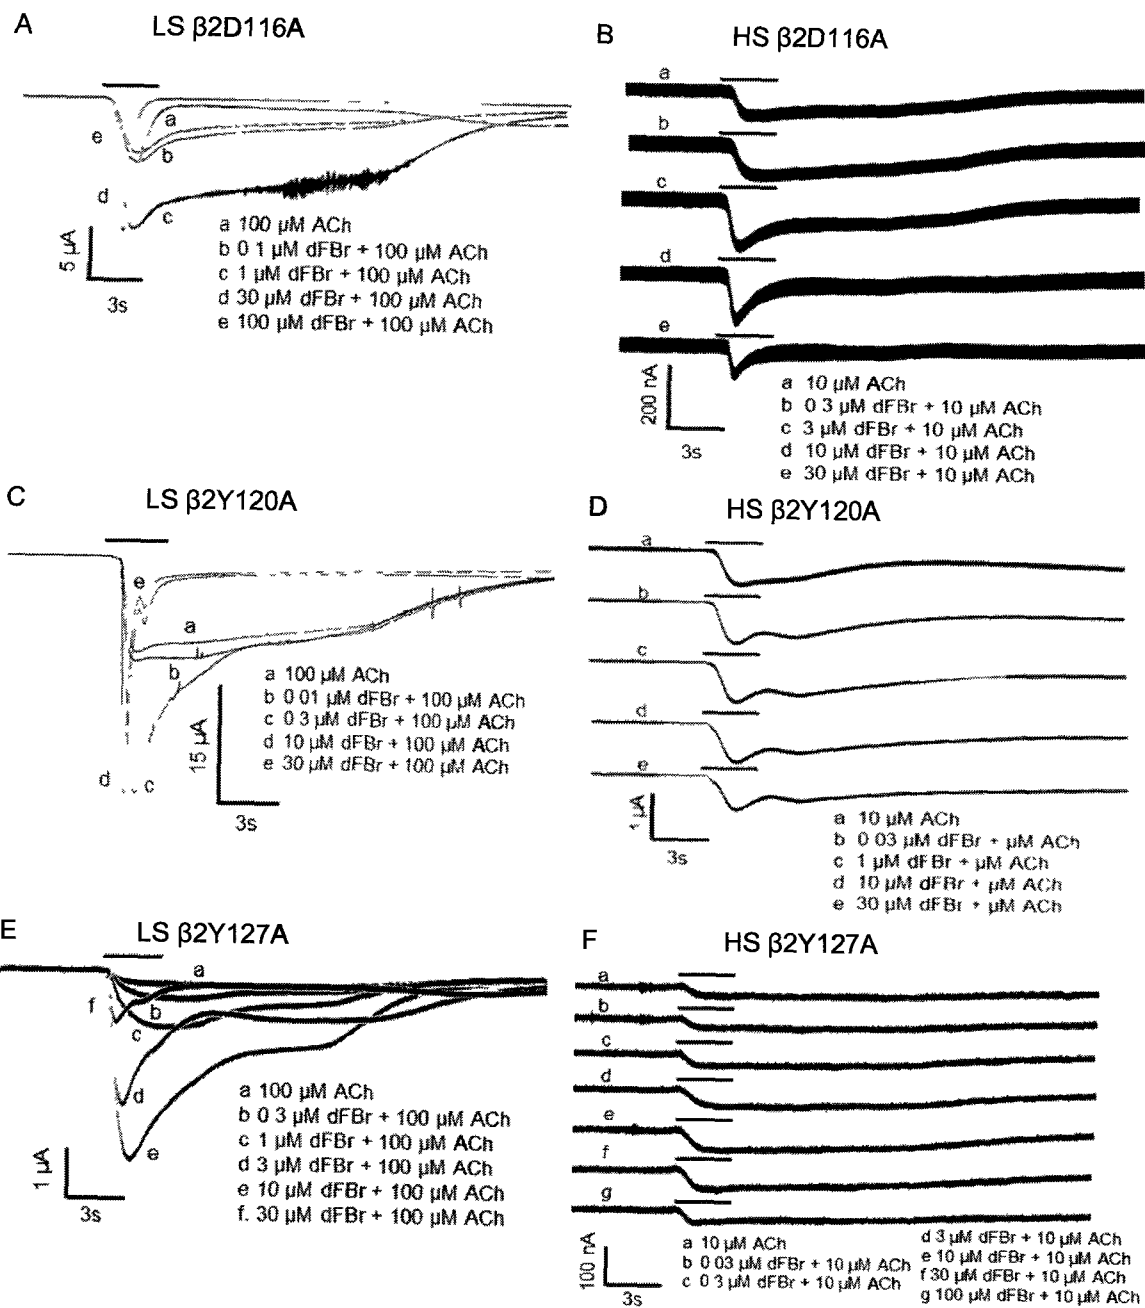 A
LS β2D116A
a
e
b
d
c
5 µA
3s
a 100 µM ACh
b 0 1 µM dFBr + 100 µM ACh
c 1 µM dFBr + 100 µM ACh
d 30 µM dFBr + 100 µM ACh
e 100 µM dFBr + 100 µM ACh
B
HS β2D116A
a
b
c
d
e
200 nA
3s
a 10 µM ACh
b 0 3 µM dFBr + 10 µM ACh
c 3 µM dFBr + 10 µM ACh
d 10 µM dFBr + 10 µM ACh
e 30 µM dFBr + 10 µM ACh
C
LS β2Y120A
e
a
b
d
c
15 µA
3s
a 100 µM ACh
b 0 01 µM dFBr + 100 µM ACh
c 0 3 µM dFBr + 100 µM ACh
d 10 µM dFBr + 100 µM ACh
e 30 µM dFBr + 100 µM ACh
D
HS β2Y120A
a
b
c
d
e
1 µA
3s
a 10 µM ACh
b 0 03 µM dFBr + µM ACh
c 1 µM dFBr + µM ACh
d 10 µM dFBr + µM ACh
e 30 µM dFBr + µM ACh
E
LS β2Y127A
a
f
b
c
d
e
1 µA
3s
a 100 µM ACh
b 0 3 µM dFBr + 100 µM ACh
c 1 µM dFBr + 100 µM ACh
d 3 µM dFBr + 100 µM ACh
e 10 µM dFBr + 100 µM ACh
f. 30 µM dFBr + 100 µM ACh
F
HS β2Y127A
a
b
c
d
e
f
g
100 nA
3s
a 10 µM ACh
b 0 03 µM dFBr + 10 µM ACh
c 0 3 µM dFBr + 10 µM ACh
d 3 µM dFBr + 10 µM ACh
e 10 µM dFBr + 10 µM ACh
f 30 µM dFBr + 10 µM ACh
g 100 µM dFBr + 10 µM ACh